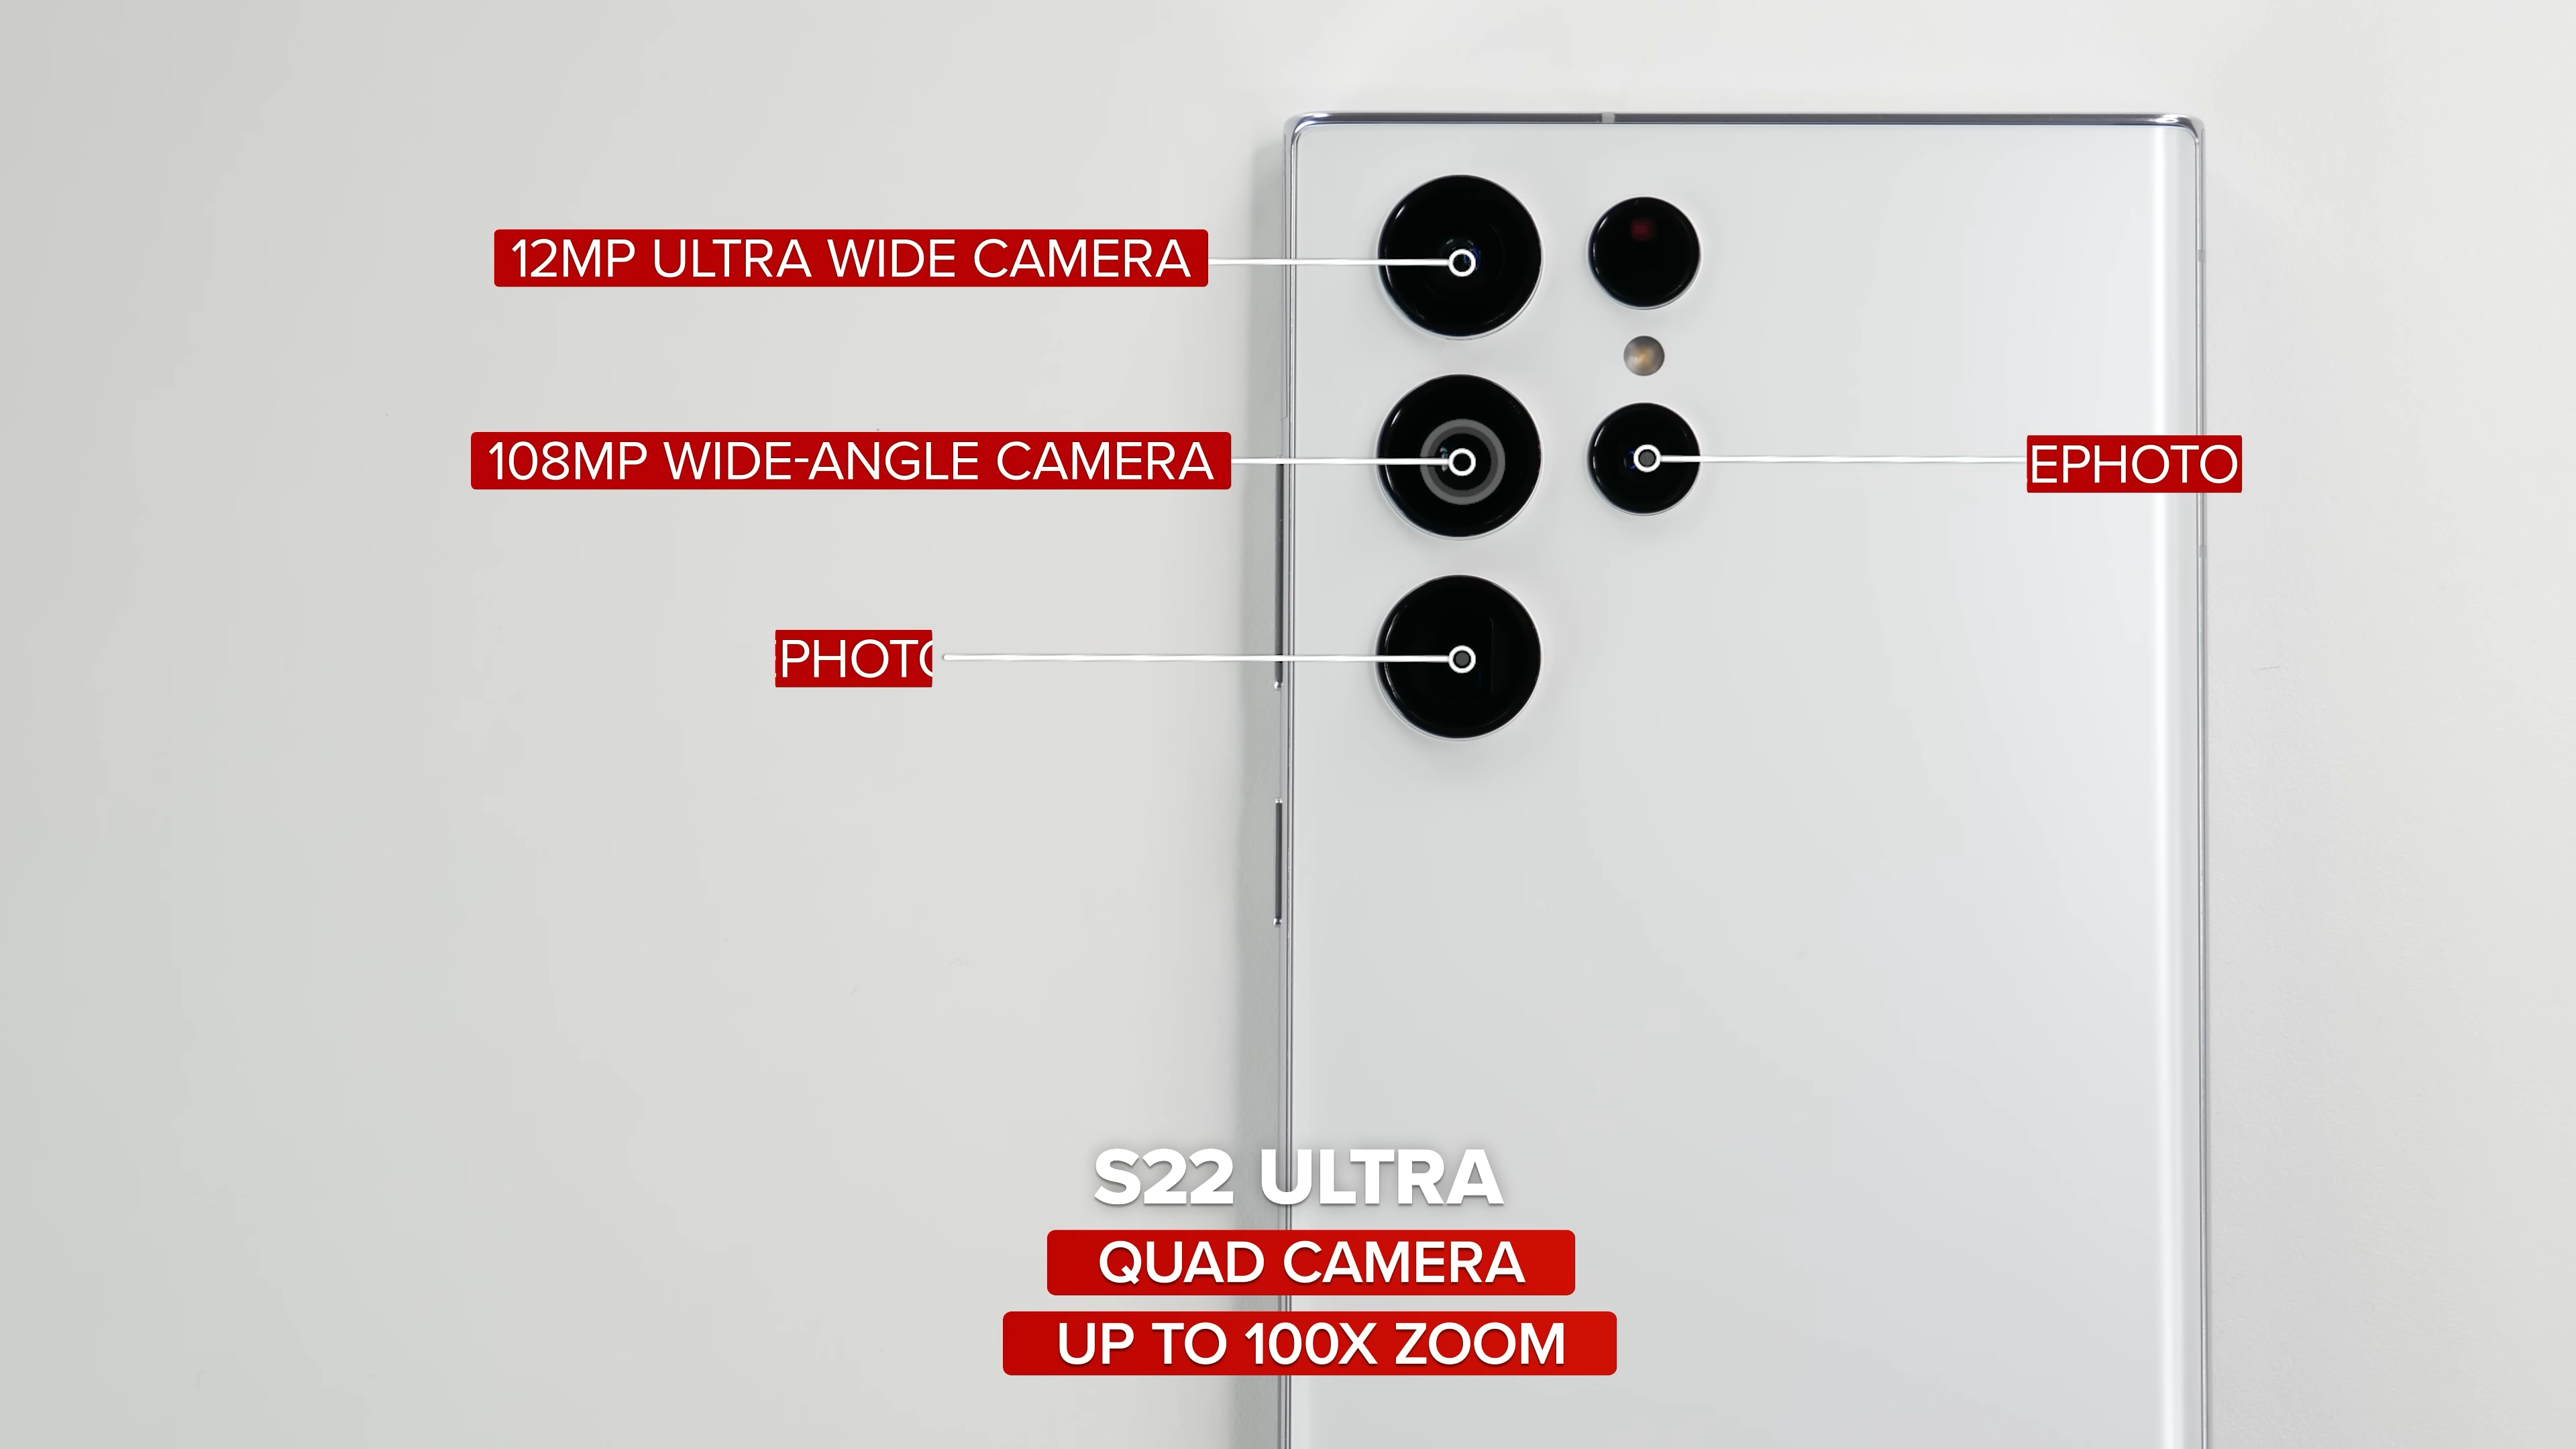 12MP ULTRA WIDE CAMERA
108MP WIDE-ANGLE CAMERA
EPHOTO
PHOTO
S22 ULTRA
QUAD CAMERA
UP TO 100X ZOOM